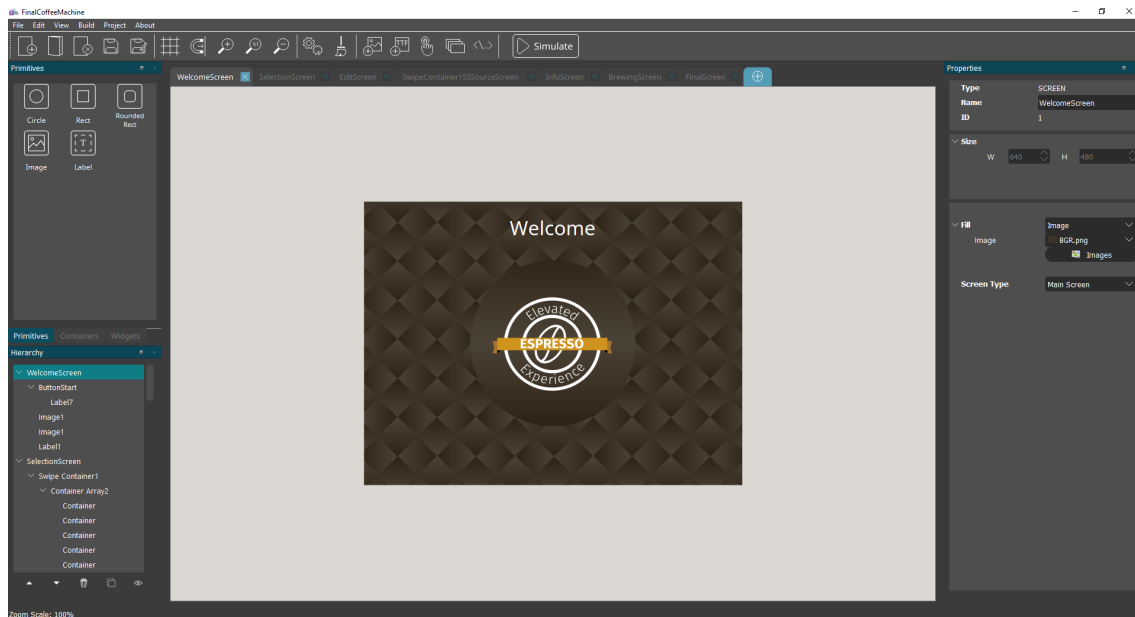 FinalCoffeeMachine
File Edit View Build Project About
1:1 TTF <\..> Simulate
Primitives
Circle Rect Rounded Rect
T
Image Label
Primitives Containers Widgets
Hierarchy
WelcomeScreen
ButtonStart
Label7
Image1
Image1
Label1
SelectionScreen
Swipe Container1
Container Array2
Container
Container
Container
Container
Container
Zoom Scale: 100%
WelcomeScreen SelectionScreen EditScreen SwipeContainer155SourceScreen InfoScreen BrewingScreen FinalScreen
Welcome
Elevated
ESPRESSO
Experience
Properties
Type SCREEN
Name WelcomeScreen
ID 1
Size
W 640 H 480
Fill Image
Image BGR.png
Images
Screen Type Main Screen